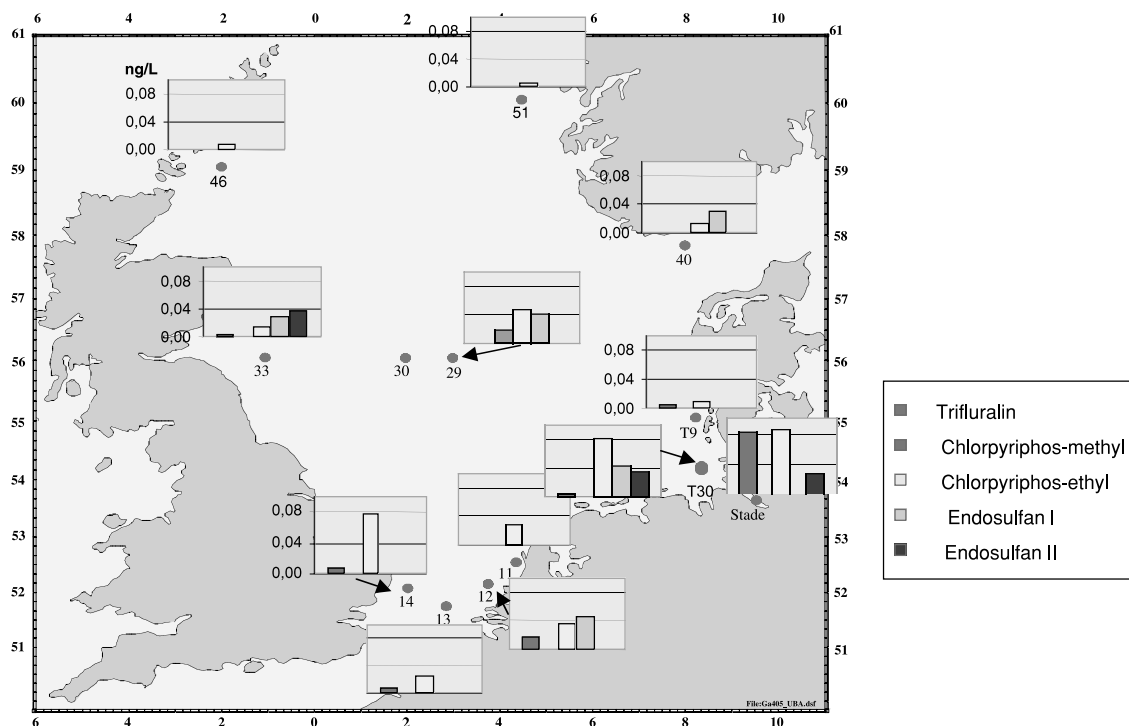 6 4 2 0 2 4 6 8 10
61 61
0,08
0,04
0,00
ng/L
60 0,08 60
51
0,04
0,00
59 59
46
0,08
0,04
58 0,00 58
40
57 0,08 57
0,04
0,00
56 33 30 29 56
0,08
0,04
55 0,00 55
T9
54 54
T30
Stade
0,08
53 0,04 53
0,00
11
52 14 13 12 52
51 51
File:Ga405_UBA.dsf
6 4 2 0 2 4 6 8 10
Trifluralin
Chlorpyriphos-methyl
Chlorpyriphos-ethyl
Endosulfan I
Endosulfan II